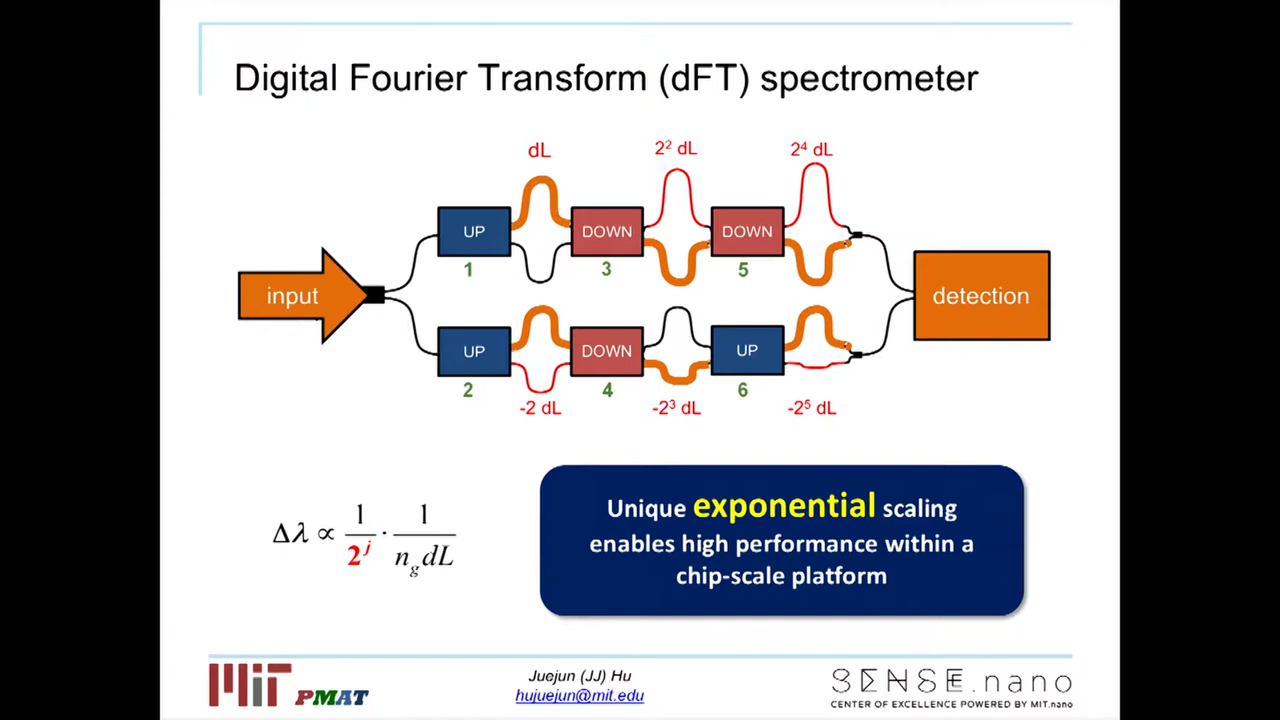 Digital Fourier Transform (dFT) spectrometer
dL
2² dL
2⁴ dL
UP
DOWN
DOWN
1
3
5
input
detection
UP
DOWN
UP
2
4
6
-2 dL
-2³ dL
-2⁵ dL
Δλ ∝ 1/2ʲ · 1/n_g dL
Unique exponential scaling
enables high performance within a
chip-scale platform
MIT PMAT
Juejun (JJ) Hu
hujuejun@mit.edu
SENSE.nano
CENTER OF EXCELLENCE POWERED BY MIT.nano